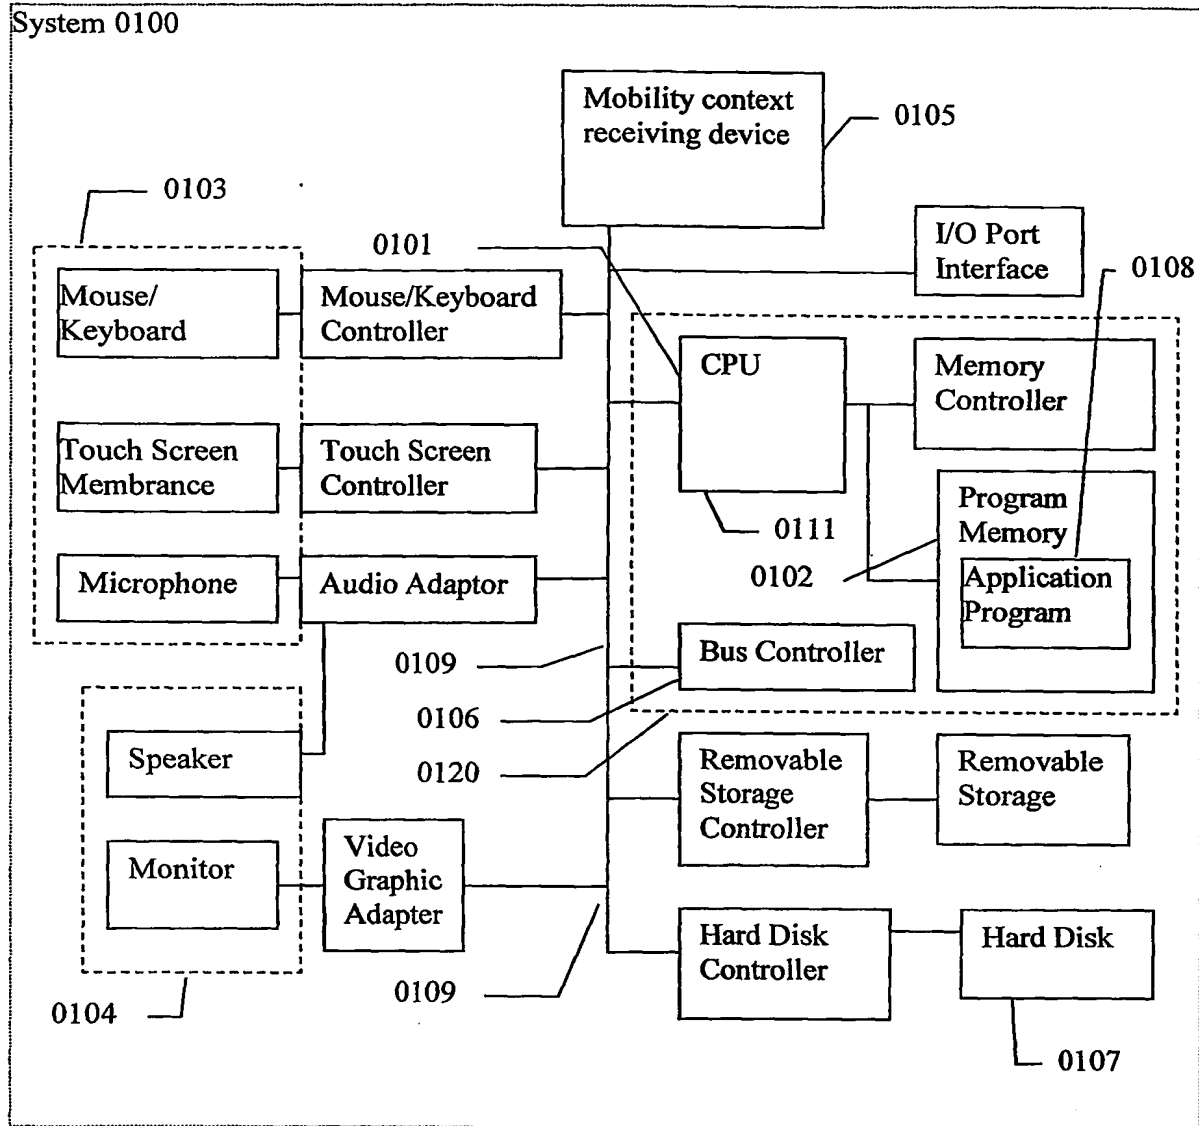 System 0100
Mobility context
receiving device
0105
0103
0101
I/O Port
Interface
0108
Mouse/
Keyboard
Mouse/Keyboard
Controller
CPU
Memory
Controller
Touch Screen
Membrance
Touch Screen
Controller
0111
Program
Memory
0102
Application
Program
Microphone
Audio Adaptor
0109
Bus Controller
0106
0120
Speaker
Removable
Storage
Controller
Removable
Storage
Monitor
Video
Graphic
Adapter
Hard Disk
Controller
Hard Disk
0109
0104
0107